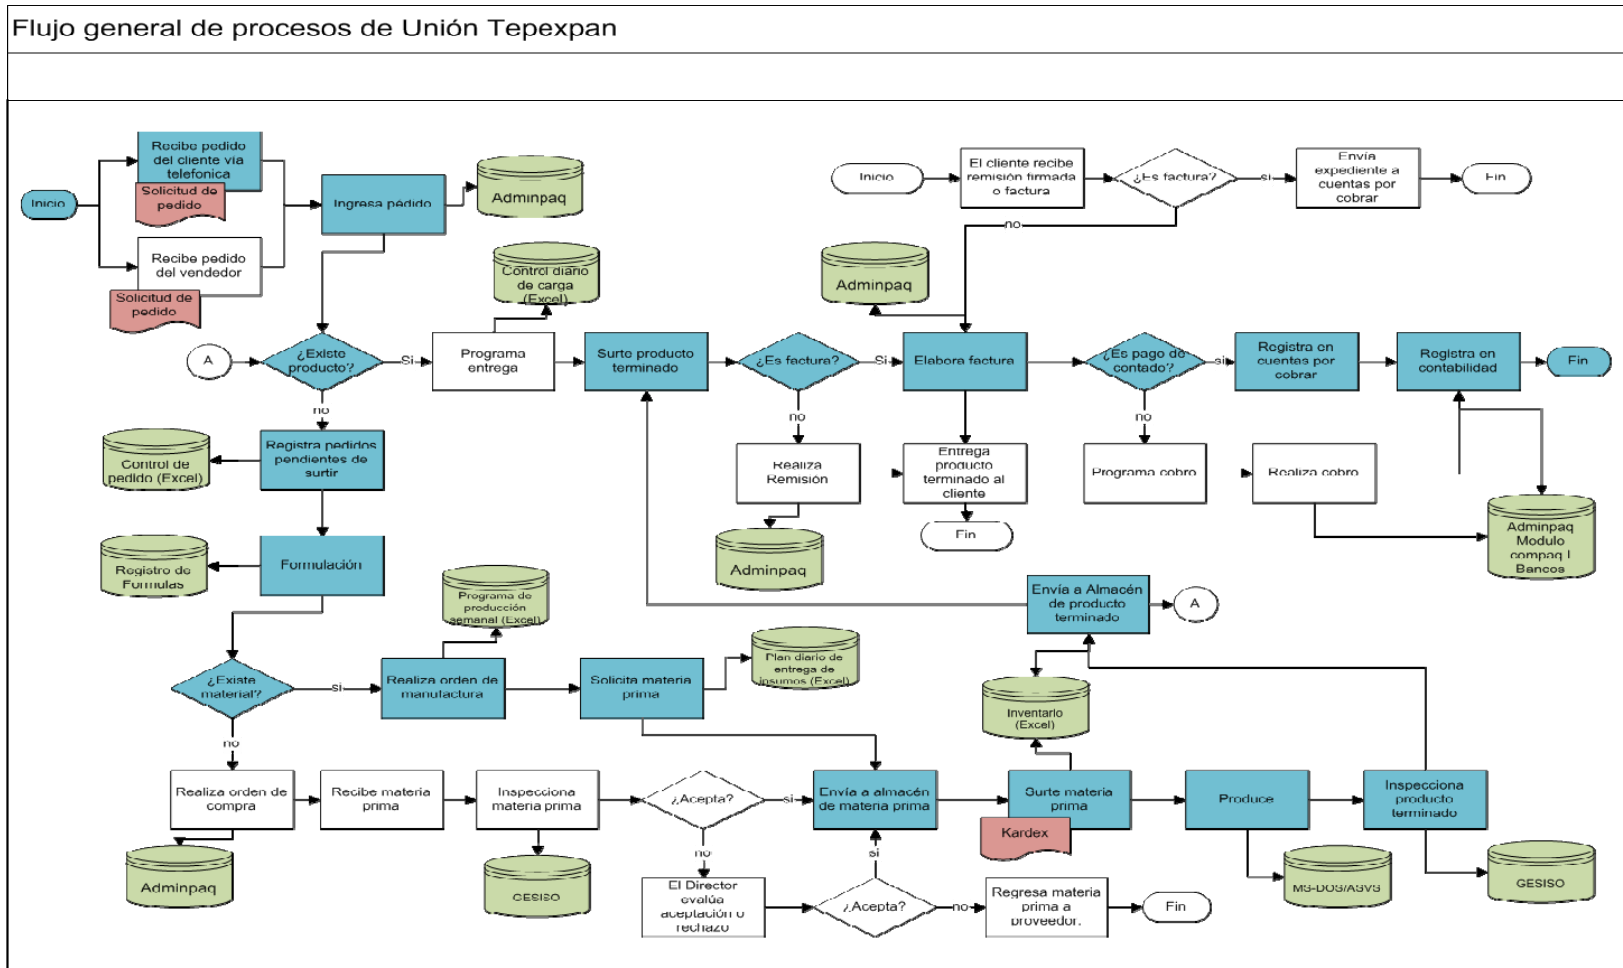 Flujo general de procesos de Unión Tepexpan
Inicio
Recibe pedido
del cliente via
telefonica
Solicitud de
pedido
Recibe pedido
del vendedor
Solicitud de
pedido
Ingresa pedido
Adminpaq
Inicio
El cliente recibe
remisión firmada
o factura
¿Es factura?
si
Envía
expediente a
cuentas por
cobrar
Fin
no
Control diario
de carga
(Excel)
Adminpaq
A
¿Existe
producto?
Si
Programa
entrega
Surte producto
terminado
¿Es factura?
Si
Elabora factura
¿Es pago de
contado?
si
Registra en
cuentas por
cobrar
Registra en
contabilidad
Fin
no
no
no
Control de
pedido (Excel)
Registra pedidos
pendientes de
surtir
Realiza
Remisión
Entrega
producto
terminado al
cliente
Programa cobro
Realiza cobro
Adminpaq
Fin
Adminpaq
Modulo
compaq I
Bancos
Registro de
Formulas
Formulación
Programa de
producción
semanal (Excel)
Envía a Almacén
de producto
terminado
A
¿Existe
material?
si
Realiza orden de
manufactura
Solicita materia
prima
Plan diario de
entrega de
insumos (Excel)
Inventario
(Excel)
no
Realiza orden de
compra
Recibe materia
prima
Inspecciona
materia prima
¿Acepta?
si
Envía a almacén
de materia prima
Surte materia
prima
Kardex
Produce
Inspecciona
producto
terminado
Adminpaq
GESISO
no
El Director
evalúa
aceptación o
rechazo
¿Acepta?
si
no
Regresa materia
prima a
proveedor.
Fin
MS-DOS/ASVS
GESISO